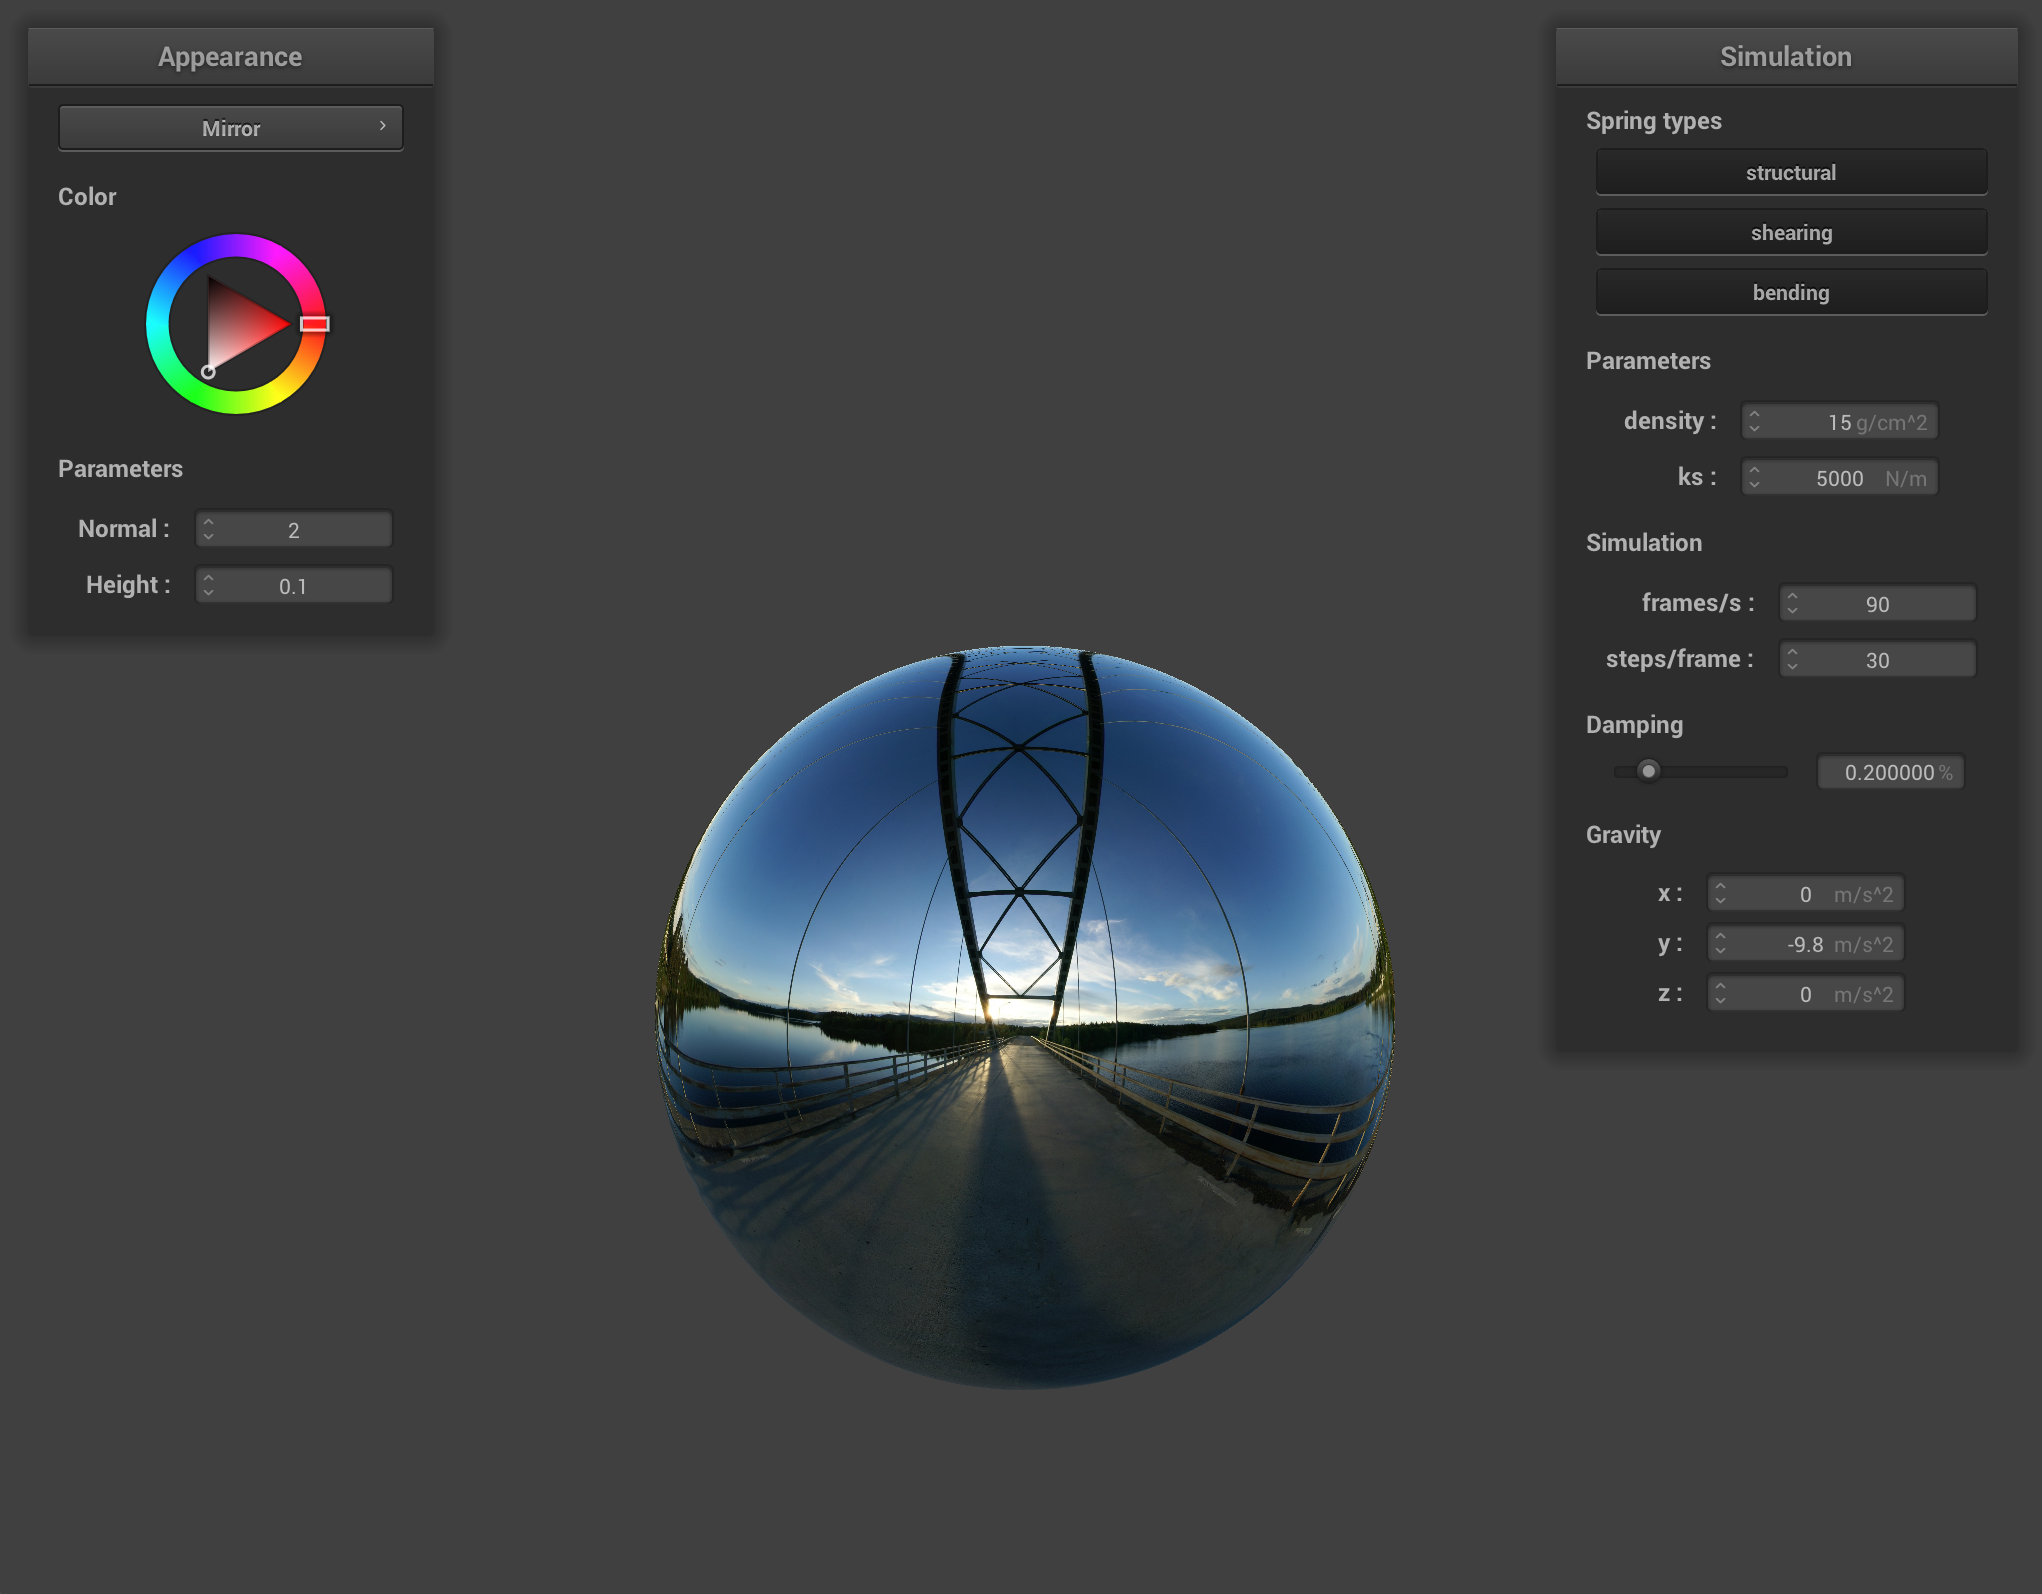 Appearance
Mirror
Color
Parameters
Normal : 2
Height : 0.1
Simulation
Spring types
structural
shearing
bending
Parameters
density : 15 g/cm^2
ks : 5000 N/m
Simulation
frames/s : 90
steps/frame : 30
Damping
0.200000 %
Gravity
x : 0 m/s^2
y : -9.8 m/s^2
z : 0 m/s^2